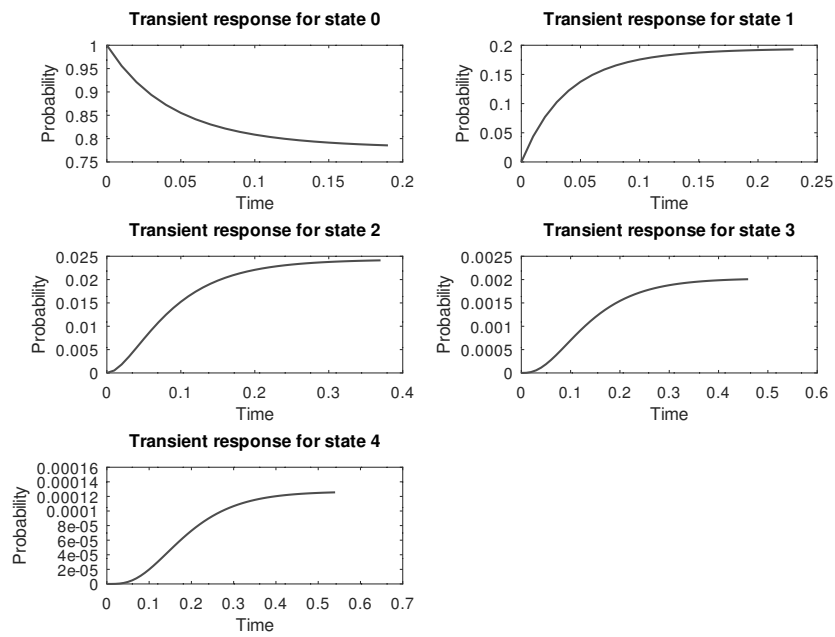 Transient response for state 0
Probability
1
0.95
0.9
0.85
0.8
0.75
0 0.05 0.1 0.15 0.2
Time
Transient response for state 1
Probability
0.2
0.15
0.1
0.05
0
0 0.05 0.1 0.15 0.2 0.25
Time
Transient response for state 2
Probability
0.025
0.02
0.015
0.01
0.005
0
0 0.1 0.2 0.3 0.4
Time
Transient response for state 3
Probability
0.0025
0.002
0.0015
0.001
0.0005
0
0 0.1 0.2 0.3 0.4 0.5 0.6
Time
Transient response for state 4
Probability
0.00016
0.00014
0.00012
0.0001
8e-05
6e-05
4e-05
2e-05
0
0 0.1 0.2 0.3 0.4 0.5 0.6 0.7
Time